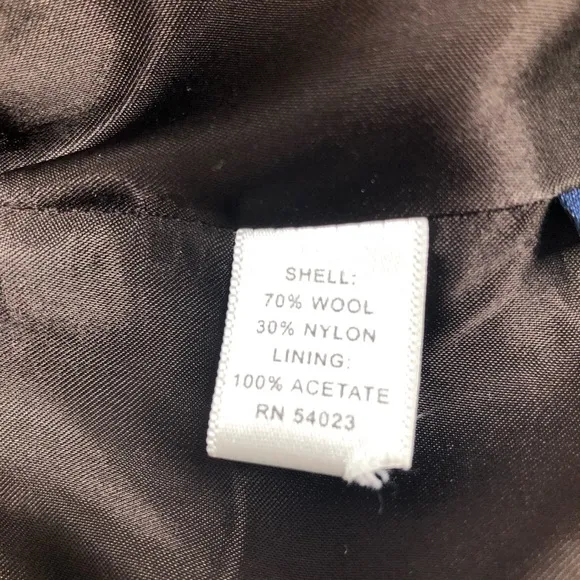 SHELL:
70% WOOL
30% NYLON
LINING:
100% ACETATE
RN 54023